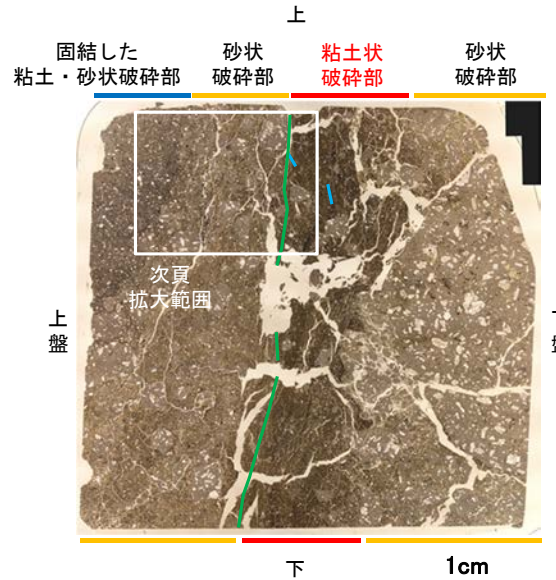 上
固結した
粘土・砂状破砕部
砂状
破砕部
粘土状
破砕部
砂状
破砕部
次頁
拡大範囲
上
盤
下
1cm